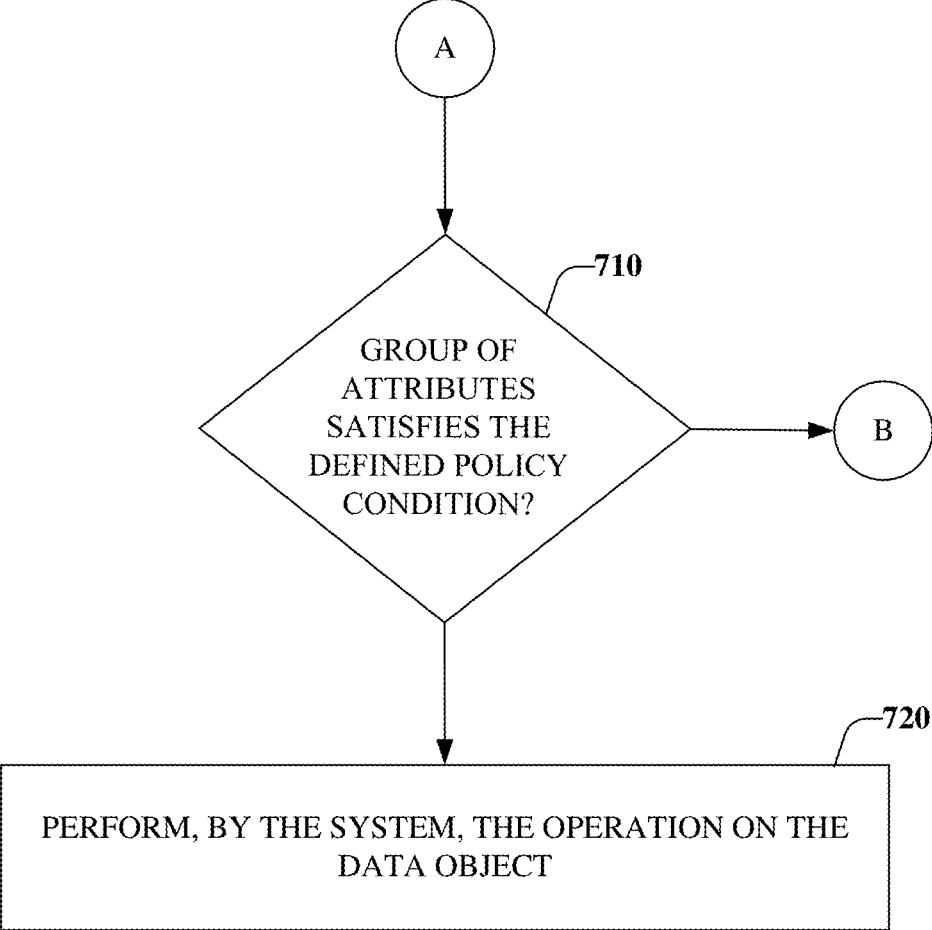 A
710
GROUP OF
ATTRIBUTES
SATISFIES THE
DEFINED POLICY
CONDITION?
B
720
PERFORM, BY THE SYSTEM, THE OPERATION ON THE
DATA OBJECT